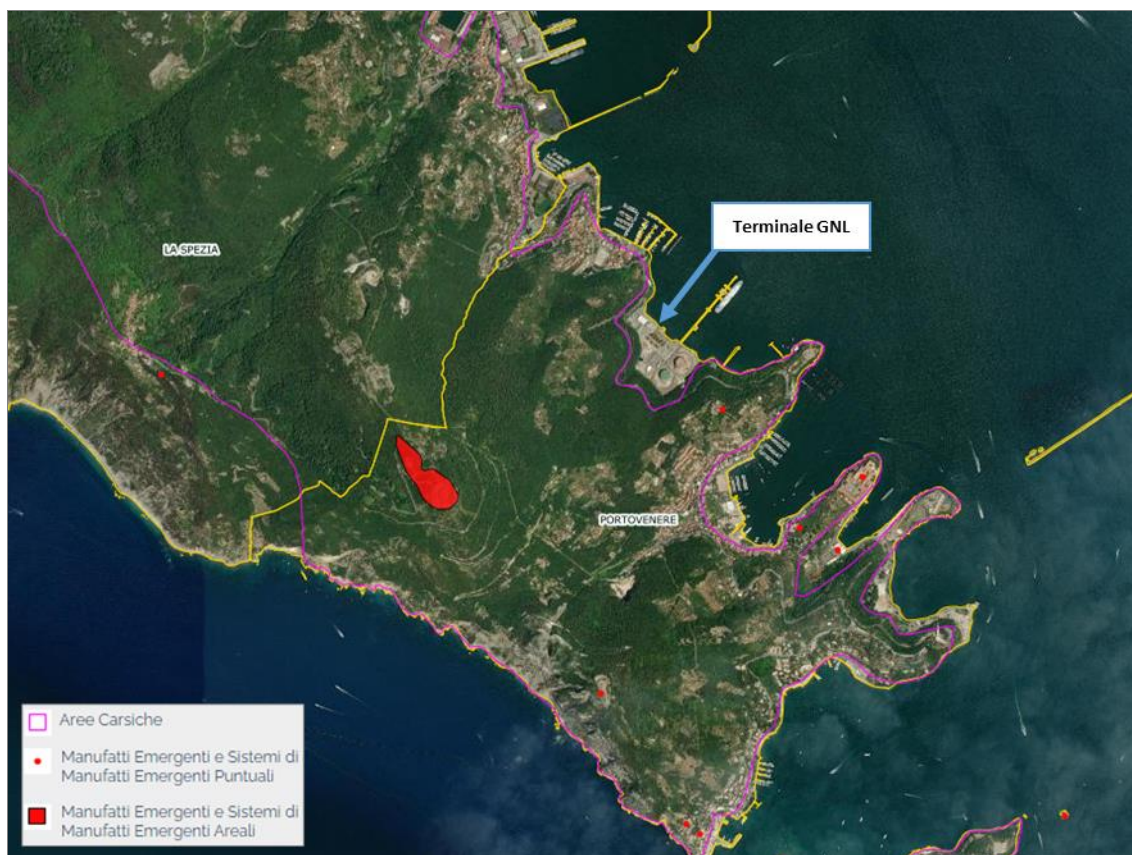 Terminale GNL
LA SPEZIA
PORTOVENERE
Aree Carsiche
Manufatti Emergenti e Sistemi di
Manufatti Emergenti Puntuali
Manufatti Emergenti e Sistemi di
Manufatti Emergenti Areali